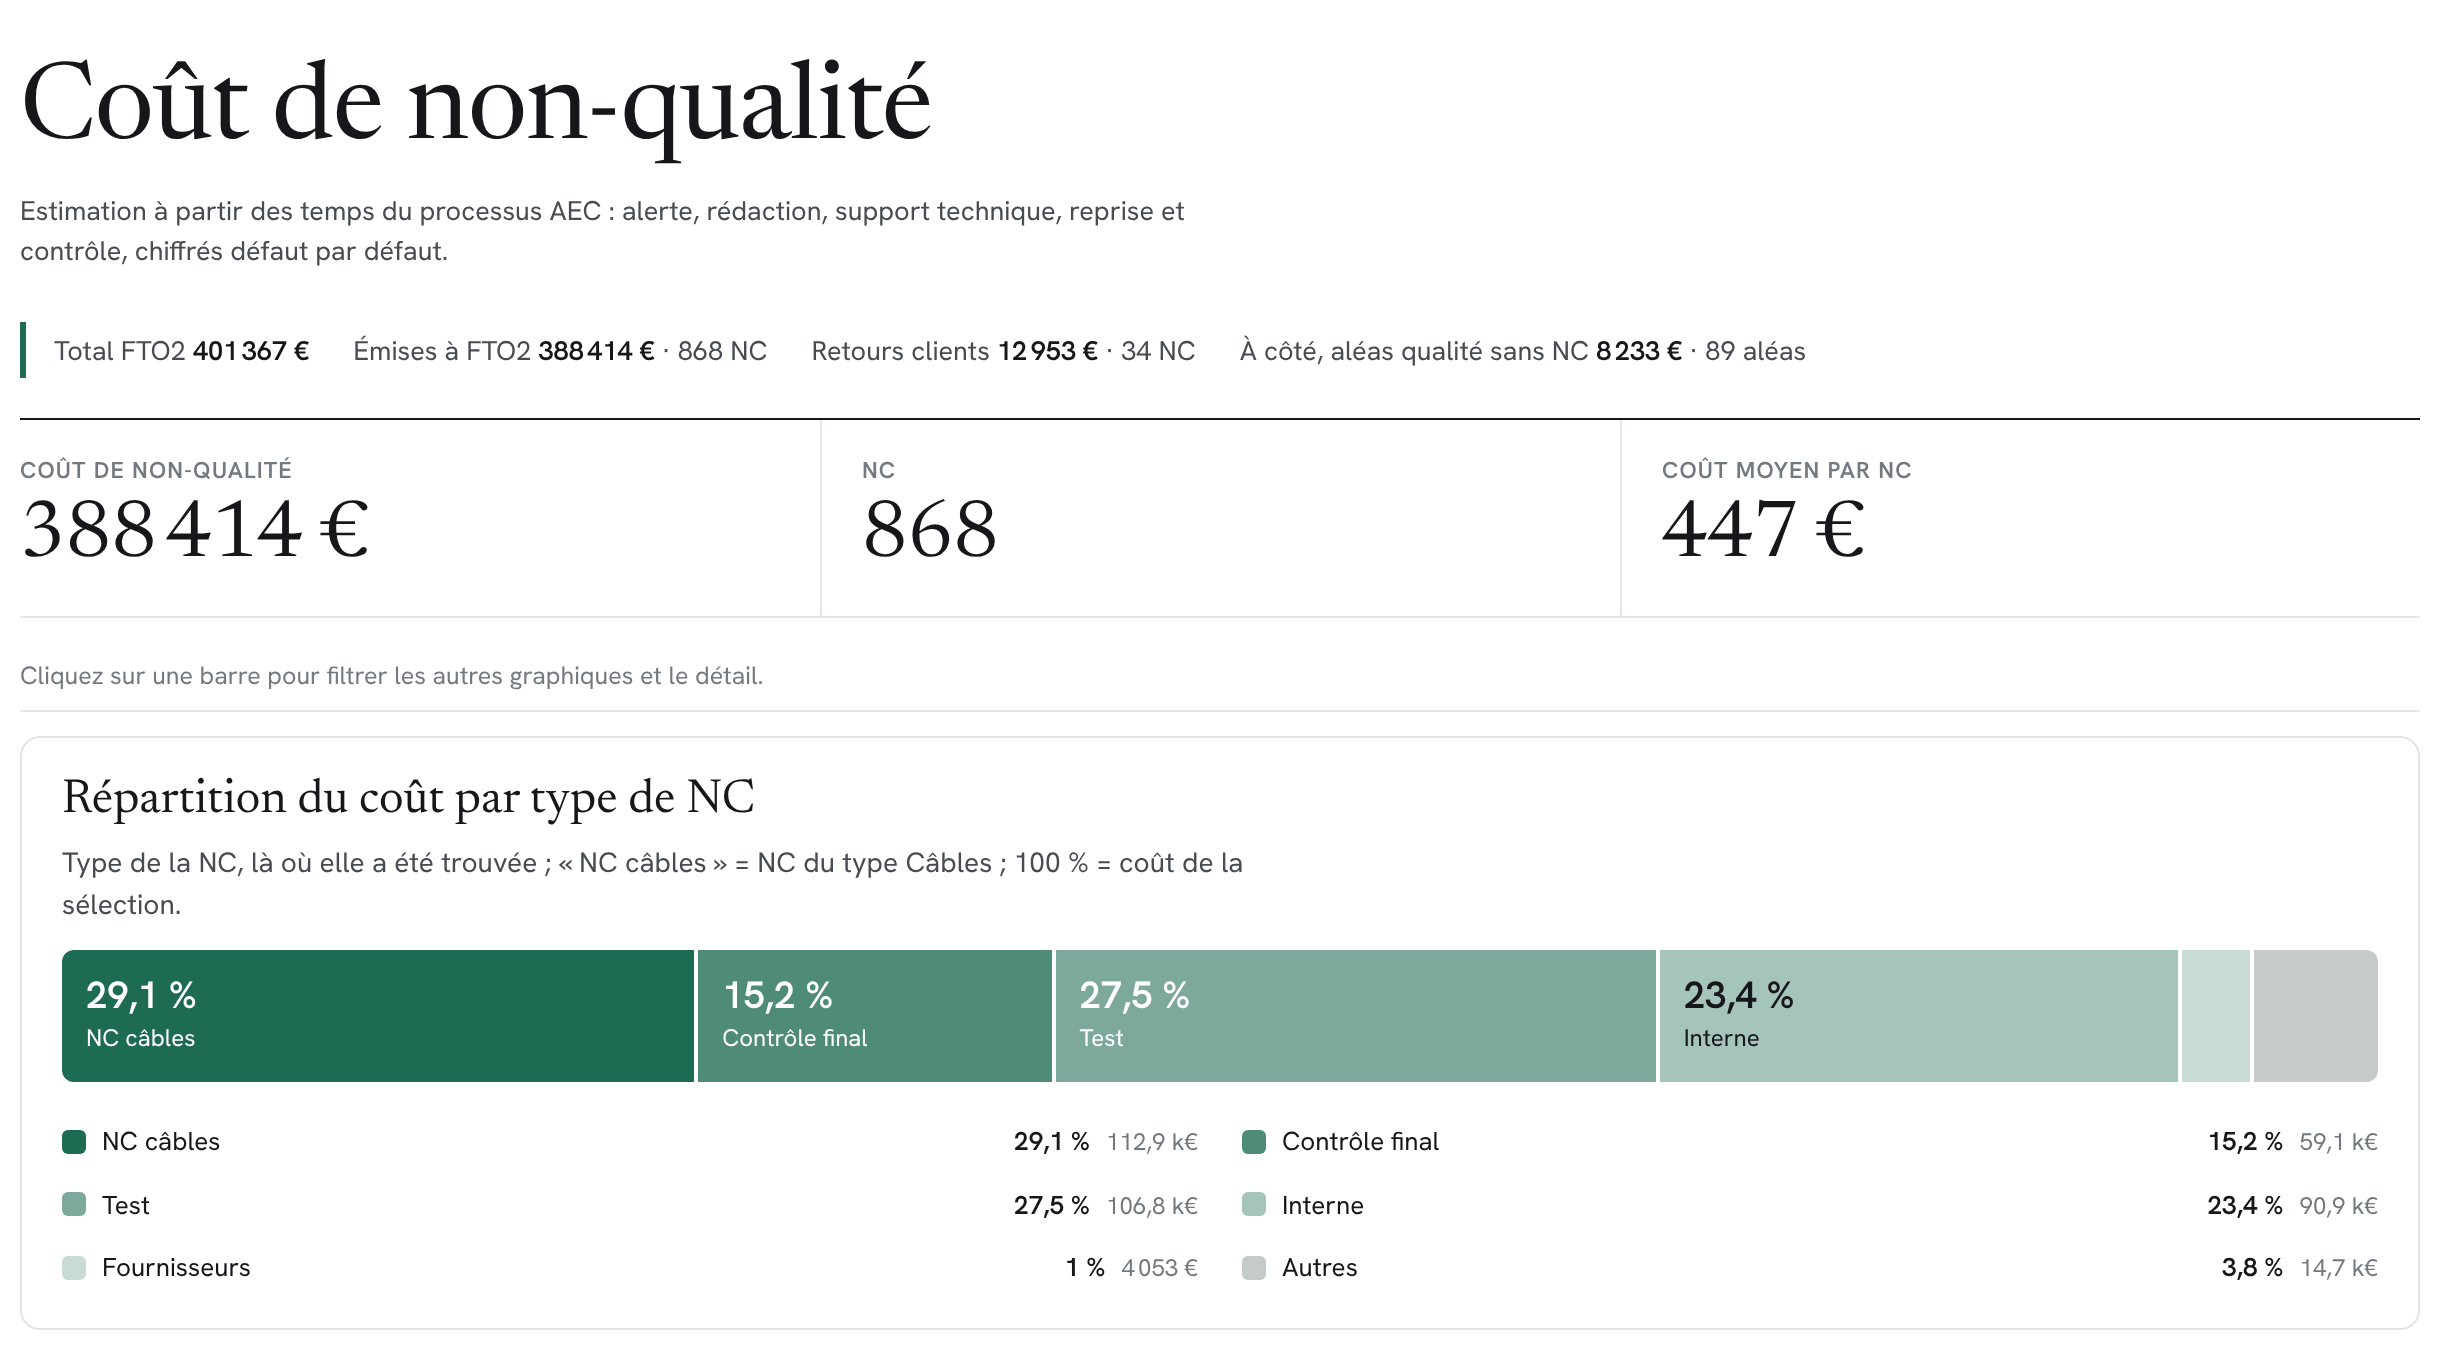 Coût de non-qualité
Estimation à partir des temps du processus AEC : alerte, rédaction, support technique, reprise et
contrôle, chiffrés défaut par défaut.
Total FTO2 401 367 € Émises à FTO2 388 414 € · 868 NC Retours clients 12 953 € · 34 NC À côté, aléas qualité sans NC 8 233 € · 89 aléas
COÛT DE NON-QUALITÉ
388 414 €
NC
868
COÛT MOYEN PAR NC
447 €
Cliquez sur une barre pour filtrer les autres graphiques et le détail.
Répartition du coût par type de NC
Type de la NC, là où elle a été trouvée ; « NC câbles » = NC du type Câbles ; 100 % = coût de la
sélection.
29,1 %
NC câbles
15,2 %
Contrôle final
27,5 %
Test
23,4 %
Interne
NC câbles 29,1 % 112,9 k€
Contrôle final 15,2 % 59,1 k€
Test 27,5 % 106,8 k€
Interne 23,4 % 90,9 k€
Fournisseurs 1 % 4 053 €
Autres 3,8 % 14,7 k€